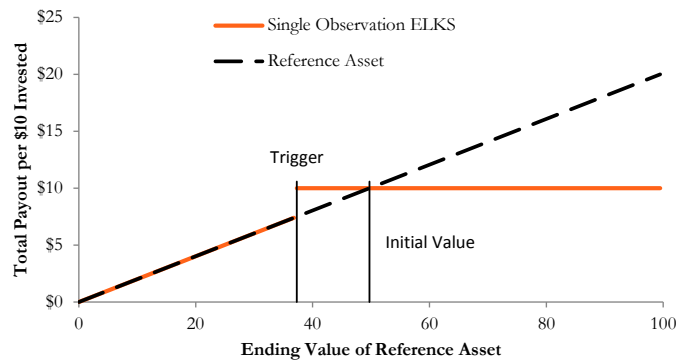 Total Payout per $10 Invested
$25
$20
$15
$10
$5
$0
Single Observation ELKS
Reference Asset
Trigger
Initial Value
0 20 40 60 80 100
Ending Value of Reference Asset